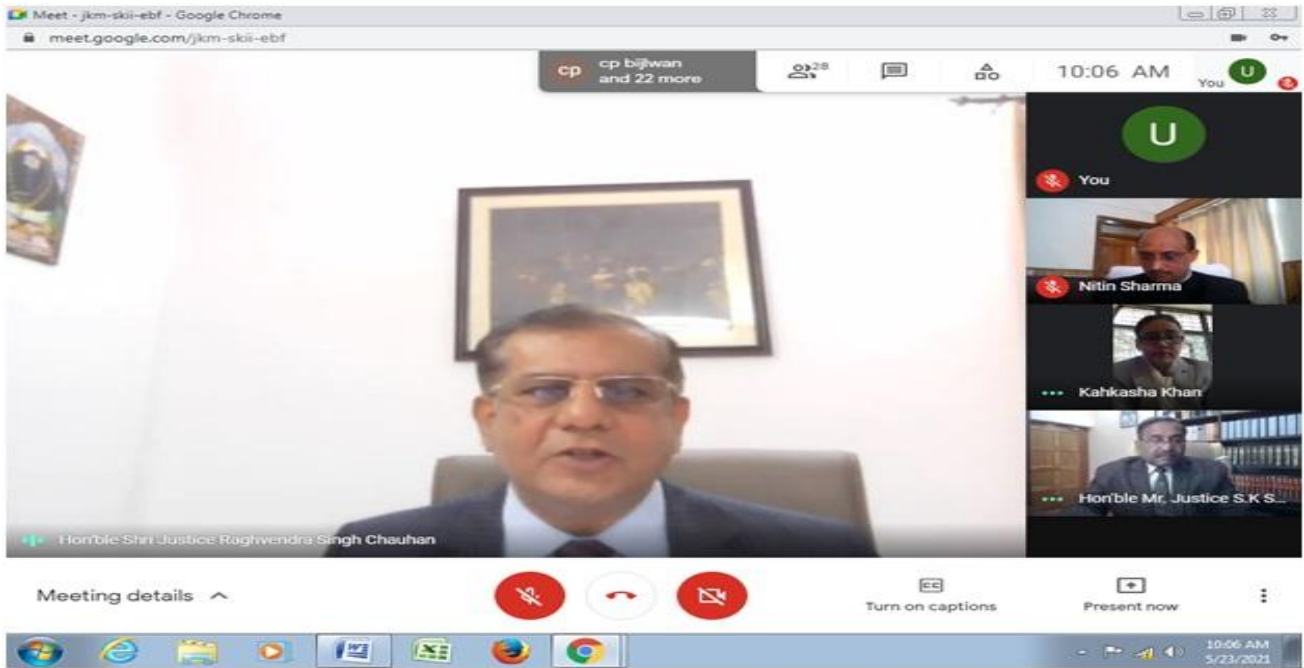 Meet - jkm-skii-ebf - Google Chrome
meet.google.com/jkm-skii-ebf
cp
cp bijlwan
and 22 more
28
10:06 AM
You
U
U
You
Nitin Sharma
Kahkasha Khan
Hon'ble Mr. Justice S.K S...
Hon'ble Shri Justice Raghvendra Singh Chauhan
Meeting details
CC
Turn on captions
Present now
10:06 AM
5/23/2021